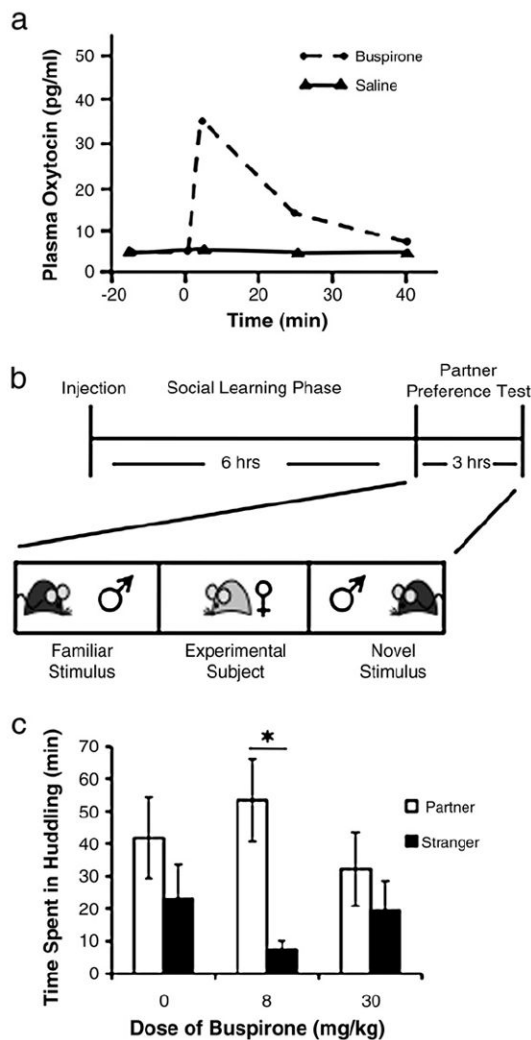 a
Plasma Oxytocin (pg/ml)
50
40
30
20
10
0
-20
0
20
40
Time (min)
Buspirone
Saline
b
Injection
Social Learning Phase
Partner
Preference Test
6 hrs
3 hrs
♂
♀
♂
Familiar
Stimulus
Experimental
Subject
Novel
Stimulus
c
Time Spent in Huddling (min)
70
60
50
40
30
20
10
0
*
Partner
Stranger
0
8
30
Dose of Buspirone (mg/kg)